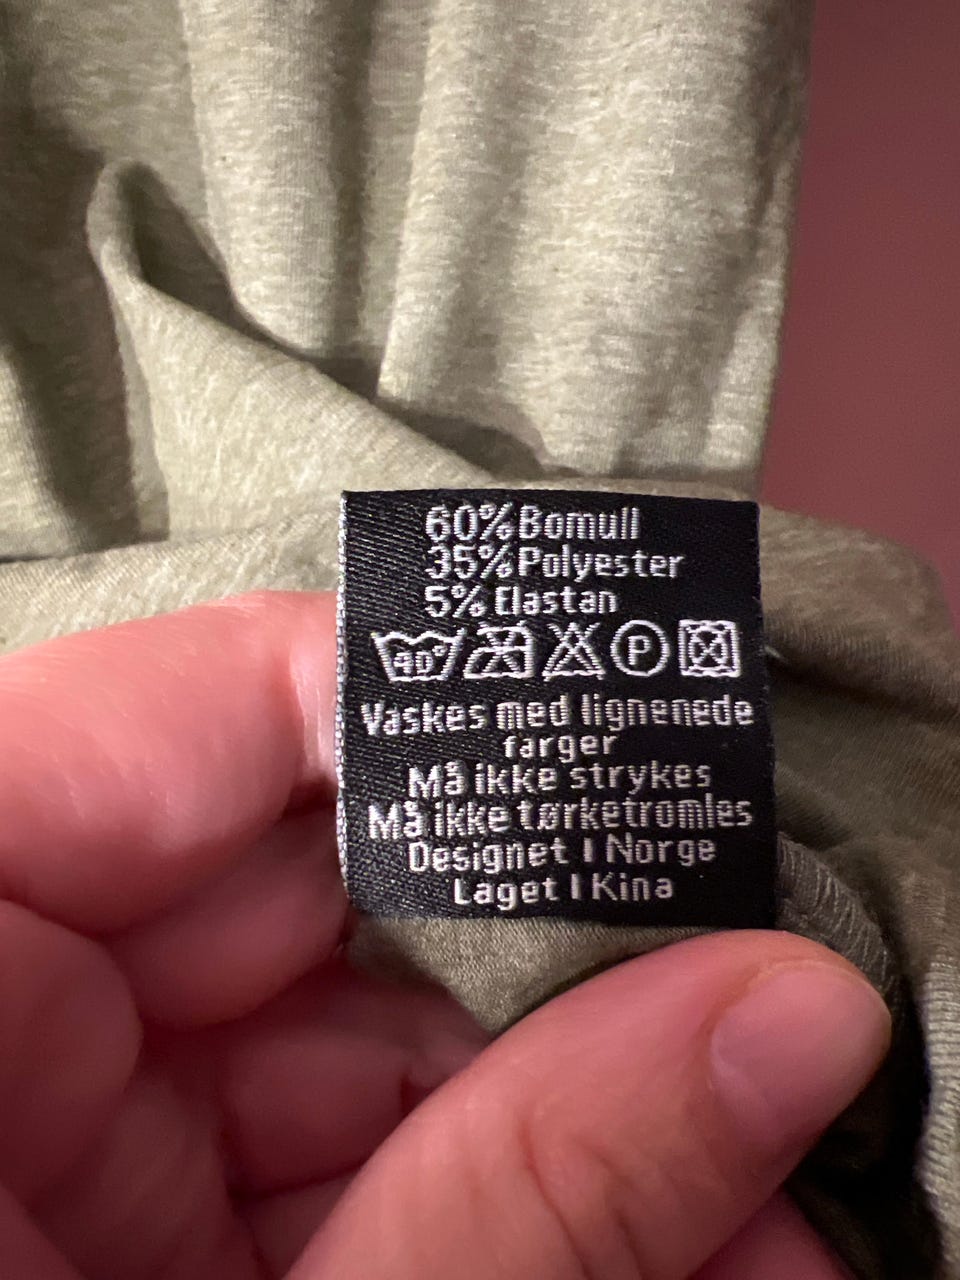 60% Bomull
35% Polyester
5% Elastan
40° P
Vaskes med lignenede
farger
Må ikke strykes
Må ikke tørketromles
Designet I Norge
Laget I Kina